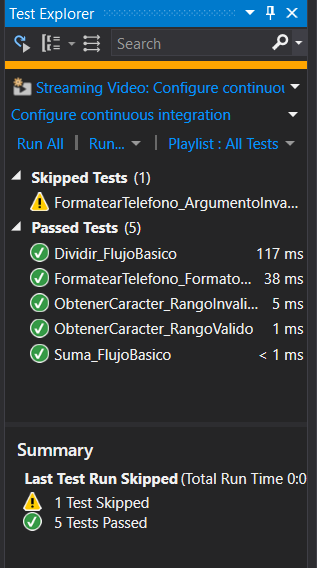 Test Explorer
Search
Streaming Video: Configure continuou
Configure continuous integration
Run All | Run... | Playlist : All Tests
Skipped Tests (1)
FormatearTelefono_ArgumentoInva...
Passed Tests (5)
Dividir_FlujoBasico 117 ms
FormatearTelefono_Formato... 38 ms
ObtenerCaracter_RangoInvali... 5 ms
ObtenerCaracter_RangoValido 1 ms
Suma_FlujoBasico < 1 ms
Summary
Last Test Run Skipped (Total Run Time 0:0
1 Test Skipped
5 Tests Passed